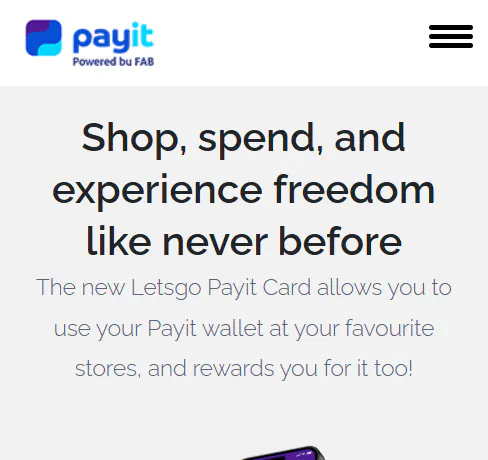 payit
Powered bu FAB
Shop, spend, and
experience freedom
like never before
The new Letsgo Payit Card allows you to
use your Payit wallet at your favourite
stores, and rewards you for it too!